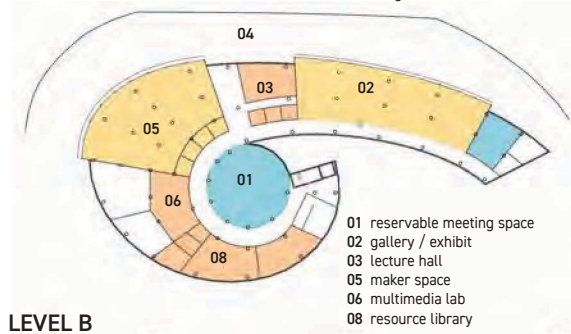 04
03
02
05
01
06
08
01 reservable meeting space
02 gallery / exhibit
03 lecture hall
05 maker space
06 multimedia lab
08 resource library
LEVEL B